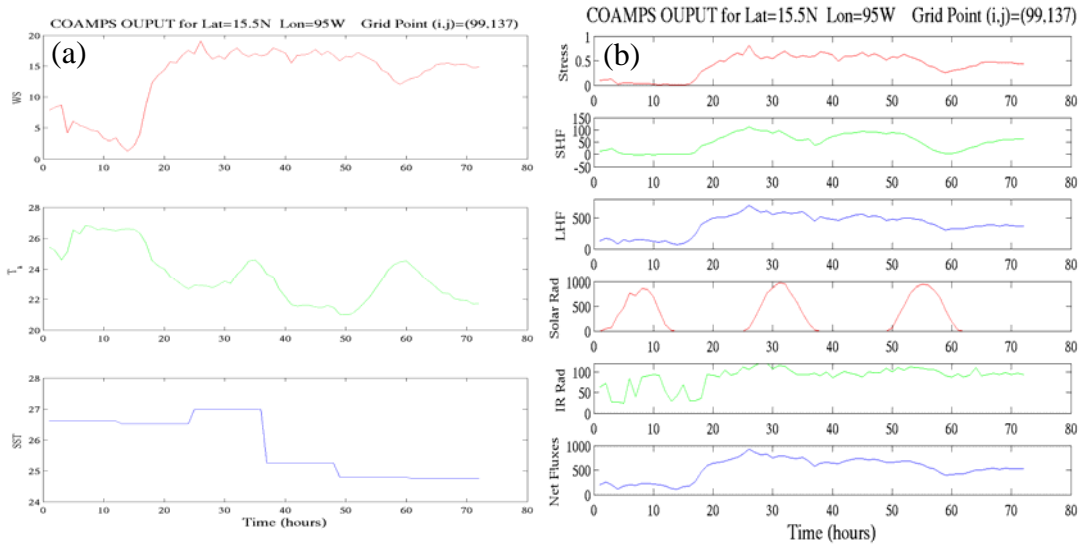 COAMPS OUPUT for Lat=15.5N Lon=95W Grid Point (i,j)=(99.137)
(a)
WS
20
15
10
5
0
0 10 20 30 40 50 60 70 80
T
28
26
24
22
20
0 10 20 30 40 50 60 70 80
SST
28
27
26
25
24
0 10 20 30 40 50 60 70 80
Time (hours)
COAMPS OUPUT for Lat=15.5N Lon=95W Grid Point (i,j)=(99.137)
(b)
Stress
1
0.5
0
0 10 20 30 40 50 60 70 80
SHF
150
100
50
0
-50
0 10 20 30 40 50 60 70 80
LHF
500
0
0 10 20 30 40 50 60 70 80
Solar Rad
1000
500
0
0 10 20 30 40 50 60 70 80
IR Rad
100
50
0
0 10 20 30 40 50 60 70 80
Net Fluxes
1000
500
0
0 10 20 30 40 50 60 70 80
Time (hours)